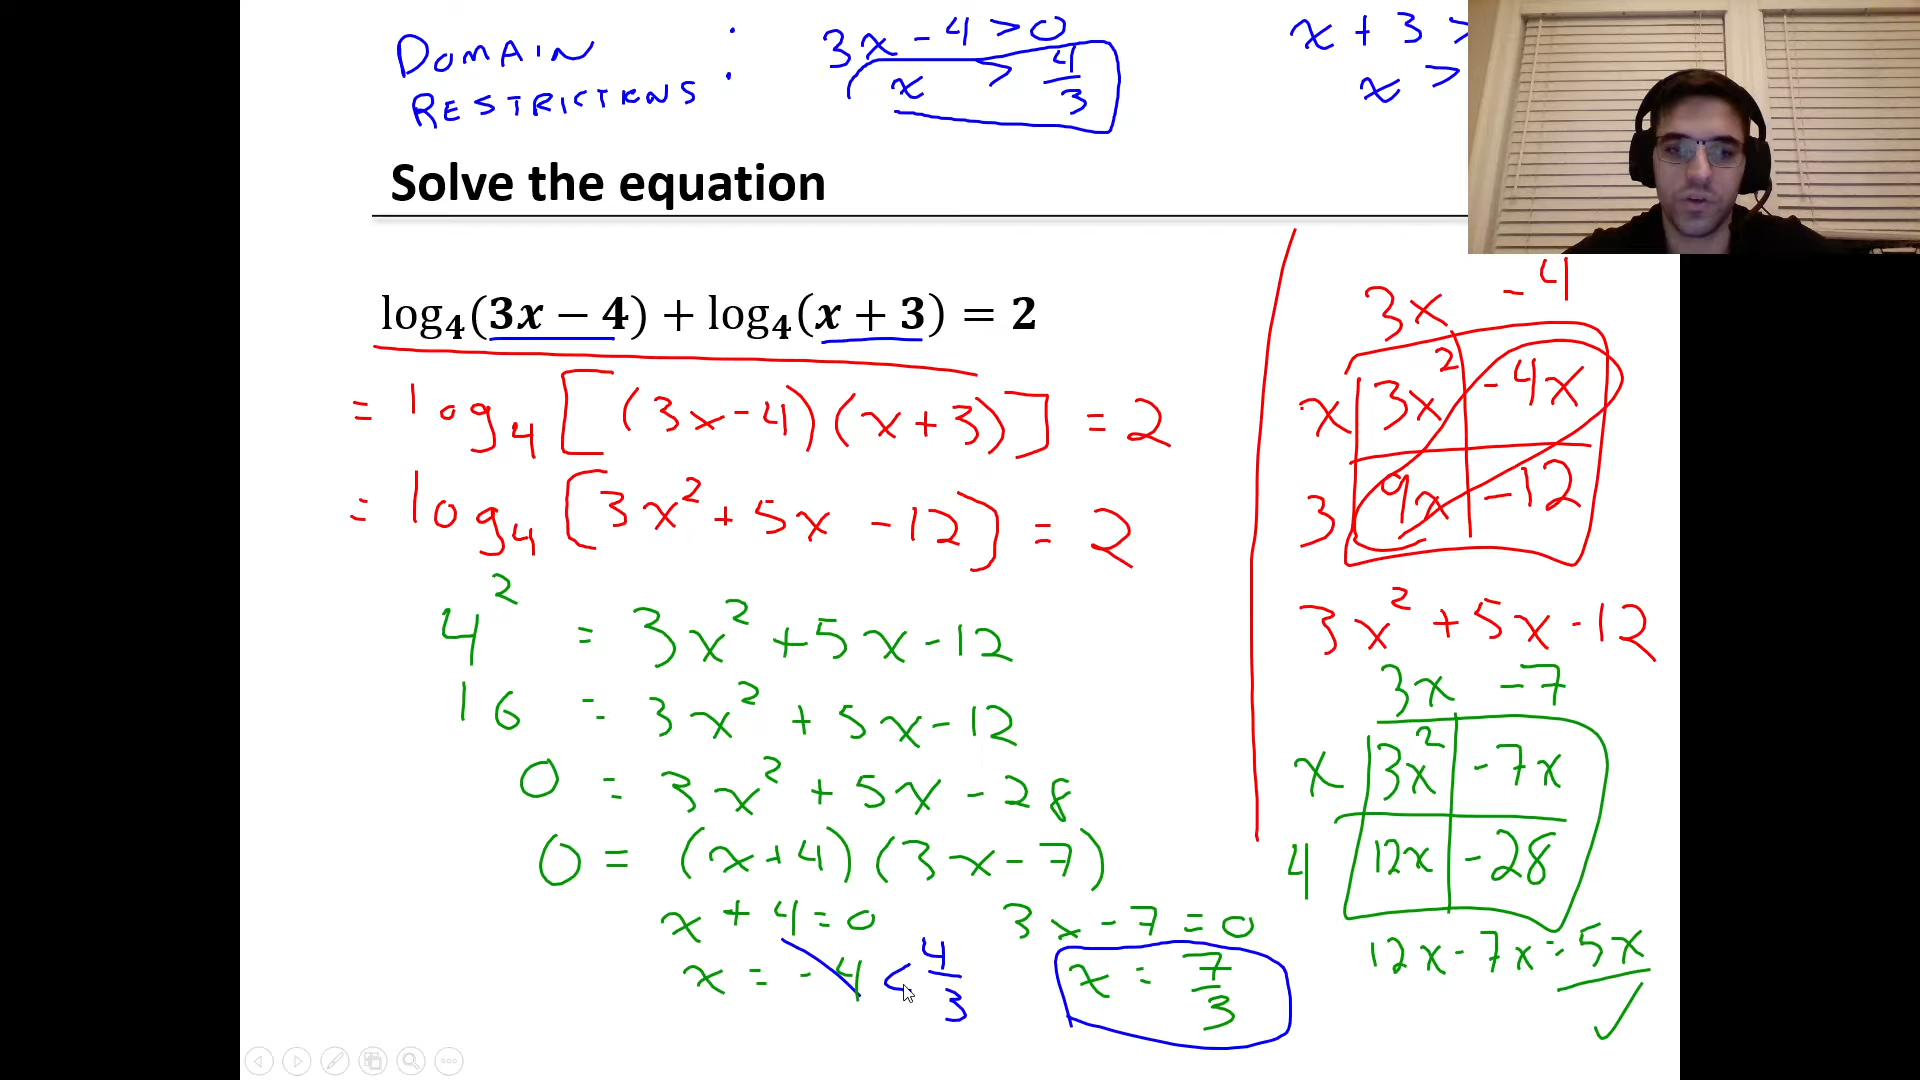 DOMAIN RESTRICTIONS :
3x - 4 > 0
x > 4/3
x + 3 >
x >
Solve the equation
log₄(3x − 4) + log₄(x + 3) = 2
= log₄ [(3x-4)(x+3)] = 2
= log₄ [3x² + 5x - 12] = 2
4² = 3x² + 5x - 12
16 = 3x² + 5x - 12
0 = 3x² + 5x - 28
0 = (x+4)(3x-7)
x + 4 = 0
x = -4 < 4/3
3x - 7 = 0
x = 7/3
3x -4
x 3x² -4x
3 9x -12
3x² + 5x - 12
3x -7
x 3x² -7x
4 12x -28
12x - 7x = 5x ✓